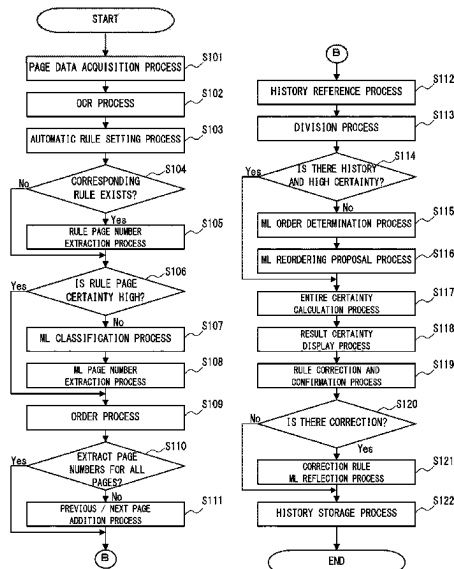 START
S101
PAGE DATA ACQUISITION PROCESS
S102
OCR PROCESS
S103
AUTOMATIC RULE SETTING PROCESS
S104
CORRESPONDING
RULE EXISTS?
No
Yes
S105
RULE PAGE NUMBER
EXTRACTION PROCESS
S106
IS RULE PAGE
CERTAINTY HIGH?
Yes
No
S107
ML CLASSIFICATION PROCESS
S108
ML PAGE NUMBER
EXTRACTION PROCESS
S109
ORDER PROCESS
S110
EXTRACT PAGE
NUMBERS FOR ALL
PAGES?
Yes
No
S111
PREVIOUS / NEXT PAGE
ADDITION PROCESS
B
B
S112
HISTORY REFERENCE PROCESS
S113
DIVISION PROCESS
S114
IS THERE HISTORY
AND HIGH CERTAINTY?
Yes
No
S115
ML ORDER DETERMINATION PROCESS
S116
ML REORDERING PROPOSAL PROCESS
S117
ENTIRE CERTAINTY
CALCULATION PROCESS
S118
RESULT CERTAINTY
DISPLAY PROCESS
S119
RULE CORRECTION AND
CONFIRMATION PROCESS
S120
IS THERE CORRECTION?
No
Yes
S121
CORRECTION RULE
ML REFLECTION PROCESS
S122
HISTORY STORAGE PROCESS
END